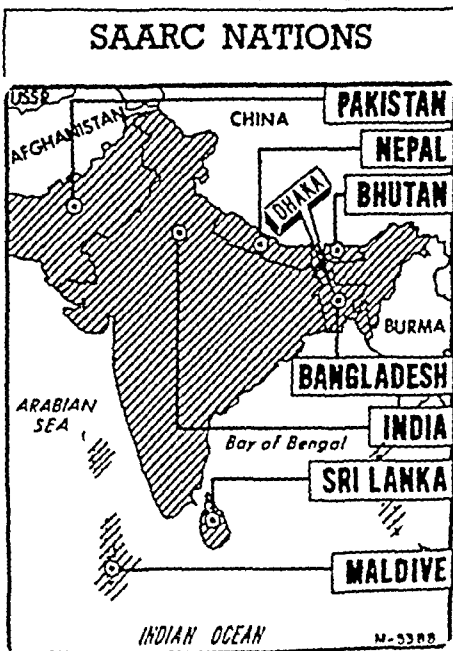 SAARC NATIONS
USSR
PAKISTAN
AFGHANISTAN
CHINA
NEPAL
DHAKA
BHUTAN
BURMA
BANGLADESH
ARABIAN
SEA
INDIA
Bay of Bengal
SRI LANKA
MALDIVE
INDIAN OCEAN
M-5388